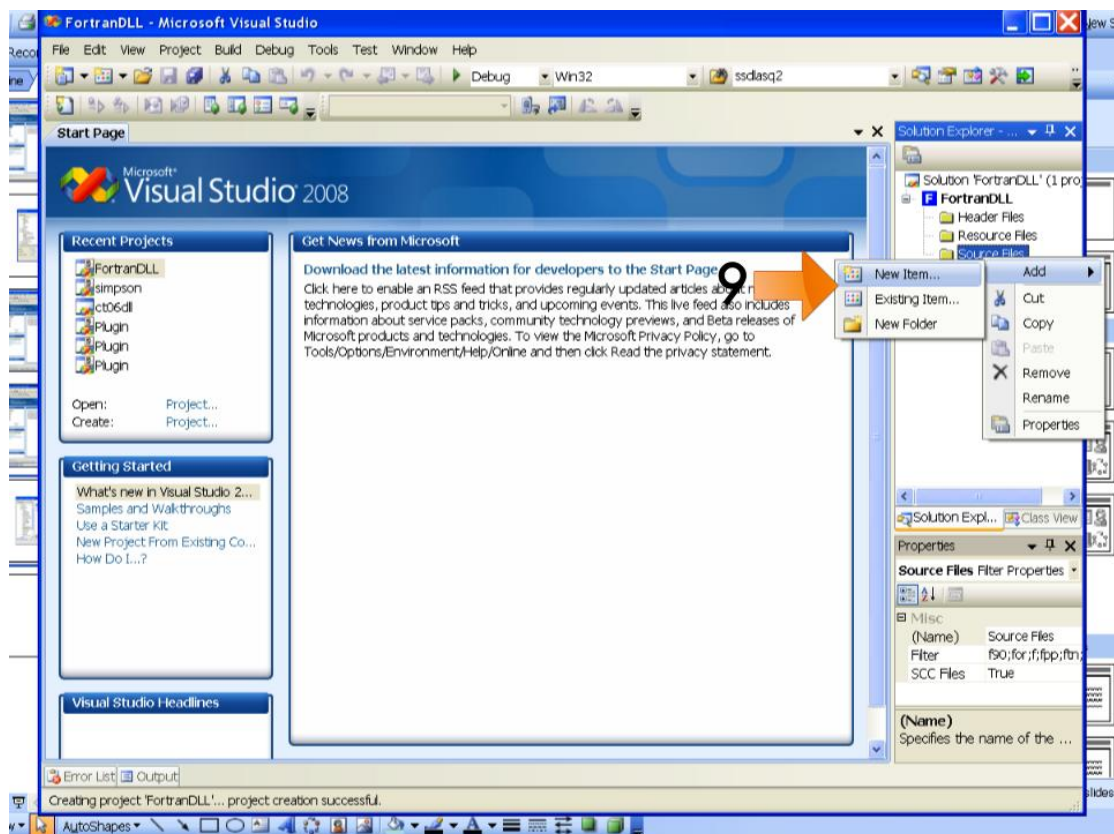 FortranDLL - Microsoft Visual Studio
File Edit View Project Build Debug Tools Test Window Help
Debug Win32 ssdlasq2
Start Page
Solution Explorer - ...
Microsoft
Visual Studio 2008
Solution 'FortranDLL' (1 proj
FortranDLL
Header Files
Resource Files
Source Files
Recent Projects
FortranDLL
simpson
ct06dll
Plugin
Plugin
Plugin
Open: Project...
Create: Project...
Getting Started
What's new in Visual Studio 2...
Samples and Walkthroughs
Use a Starter Kit
New Project From Existing Co...
How Do I...?
Visual Studio Headlines
Get News from Microsoft
Download the latest information for developers to the Start Page
Click here to enable an RSS feed that provides regularly updated articles about n
technologies, product tips and tricks, and upcoming events. This live feed also includes
information about service packs, community technology previews, and Beta releases of
Microsoft products and technologies. To view the Microsoft Privacy Policy, go to
Tools/Options/Environment/Help/Online and then click Read the privacy statement.
9
New Item...
Existing Item...
New Folder
Add
Cut
Copy
Paste
Remove
Rename
Properties
Solution Expl... Class View
Properties
Source Files Filter Properties
Misc
(Name) Source Files
Filter f90;for;f;fpp;ftn;
SCC Files True
(Name)
Specifies the name of the ...
Error List Output
Creating project 'FortranDLL'... project creation successful.
slides
AutoShapes